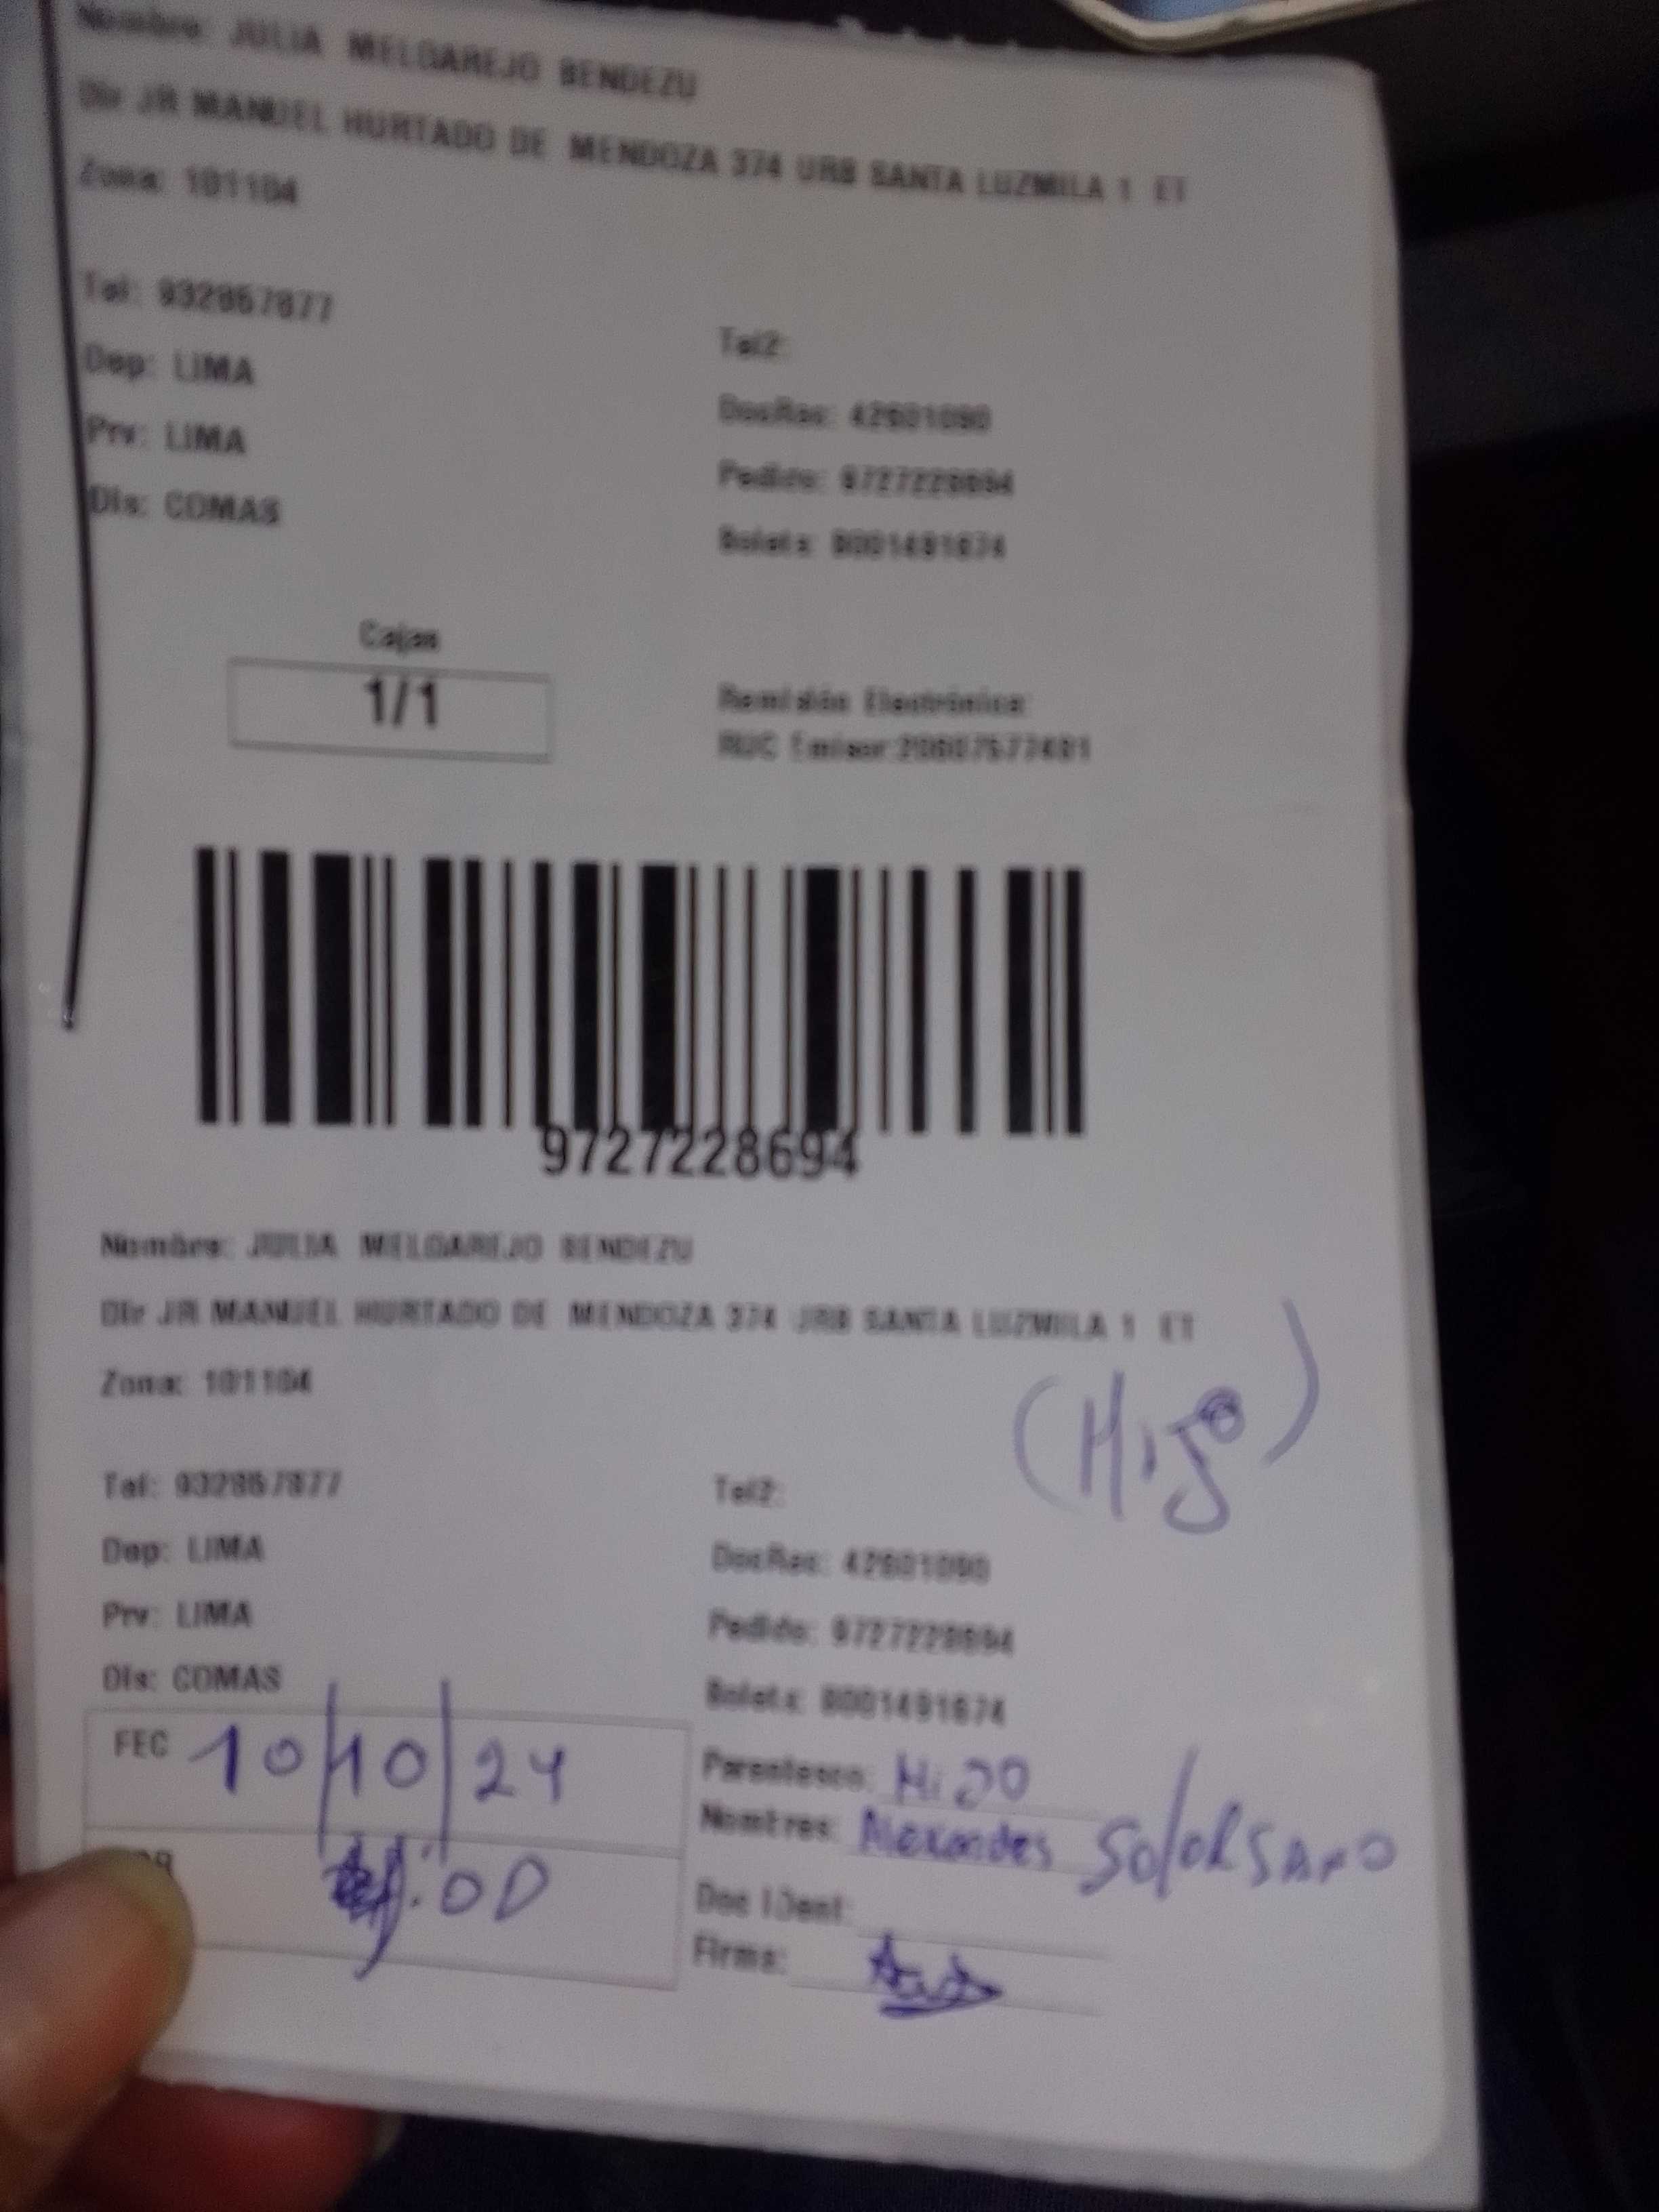 Nombre: JULIA MELGAREJO BENDEZU
Dir JR MANUEL HURTADO DE MENDOZA 374 URB SANTA LUZMILA 1 ET
Zona: 101104
Tel: 932867877
Tel2:
Dep: LIMA
DocRec: 42601090
Prv: LIMA
Pedido: 9727228694
Dis: COMAS
Boleta: B001491674
Cajas
1/1
Remisión Electrónica:
RUC Emisor:
9727228694
Nombre: JULIA MELGAREJO BENDEZU
Dir JR MANUEL HURTADO DE MENDOZA 374 URB SANTA LUZMILA 1 ET
Zona: 101104
(Hijo)
Tel: 932867877
Tel2:
Dep: LIMA
DocRec: 42601090
Prv: LIMA
Pedido: 9727228694
Dis: COMAS
Boleta: B001491674
FEC 10/10/24
Parentesco: HiJO
Nombres: SolORSANO
:00
Doc IDent:
Firma: